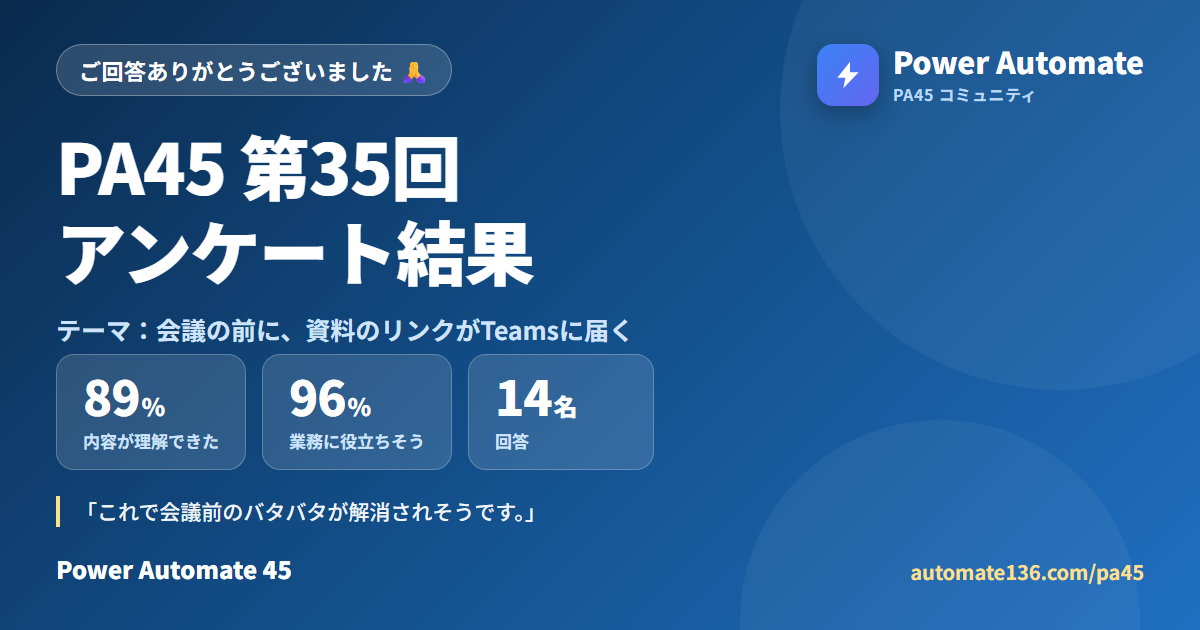 ご回答ありがとうございました 🙏
Power Automate
PA45 コミュニティ
PA45 第35回
アンケート結果
テーマ：会議の前に、資料のリンクがTeamsに届く
89%
内容が理解できた
96%
業務に役立ちそう
14名
回答
「これで会議前のバタバタが解消されそうです。」
Power Automate 45
automate136.com/pa45